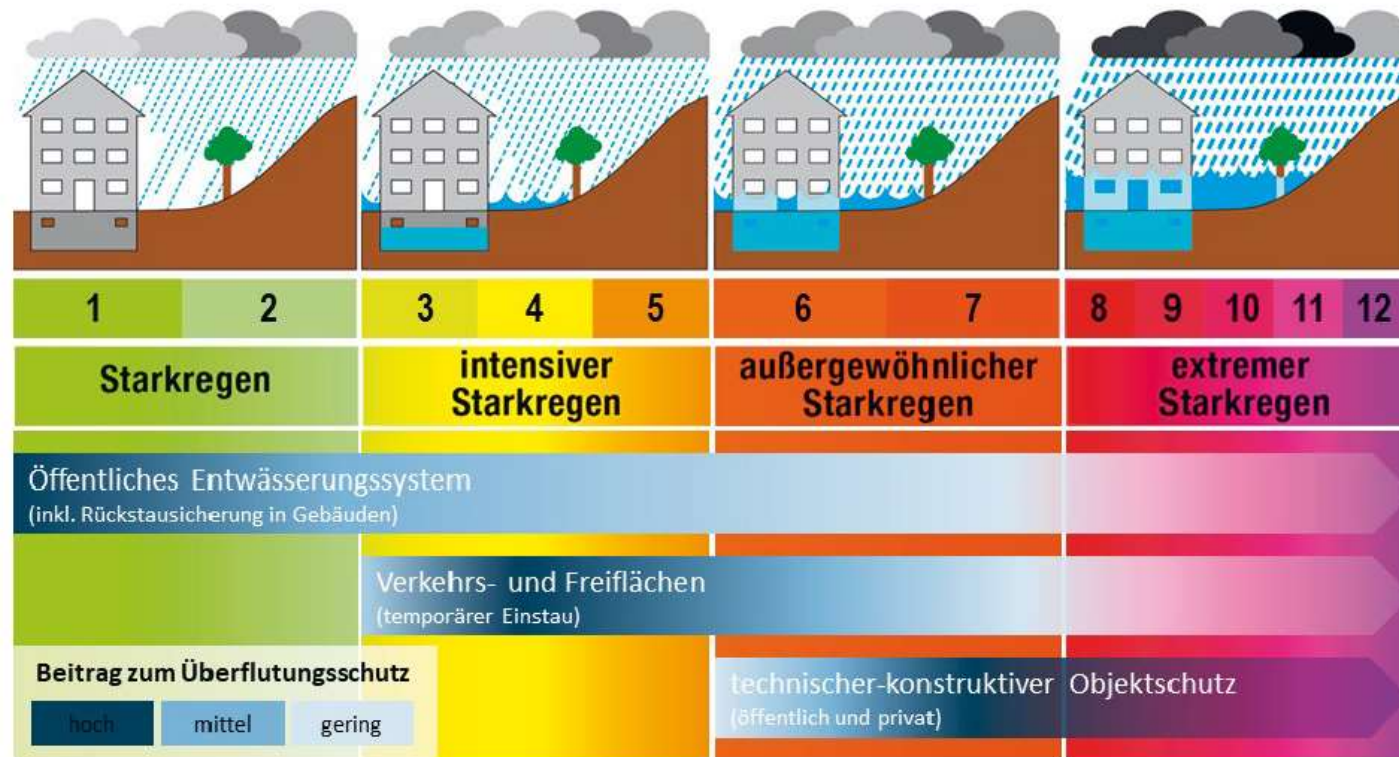 1 2 3 4 5 6 7 8 9 10 11 12
Starkregen
intensiver
Starkregen
außergewöhnlicher
Starkregen
extremer
Starkregen
Öffentliches Entwässerungssystem
(inkl. Rückstausicherung in Gebäuden)
Verkehrs- und Freiflächen
(temporärer Einstau)
technischer-konstruktiver Objektschutz
(öffentlich und privat)
Beitrag zum Überflutungsschutz
hoch mittel gering